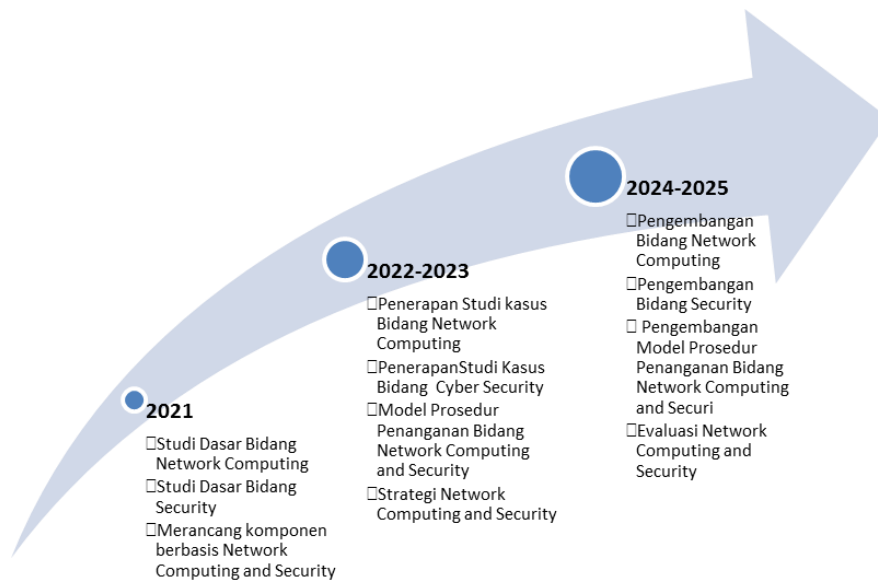 2021
□Studi Dasar Bidang
Network Computing
□Studi Dasar Bidang
Security
□Merancang komponen
berbasis Network
Computing and Security
2022-2023
□Penerapan Studi kasus
Bidang Network
Computing
□PenerapanStudi Kasus
Bidang  Cyber Security
□Model Prosedur
Penanganan Bidang
Network Computing
and Security
□Strategi Network
Computing and Security
2024-2025
□Pengembangan
Bidang Network
Computing
□Pengembangan
Bidang Security
□ Pengembangan
Model Prosedur
Penanganan Bidang
Network Computing
and Securi
□Evaluasi Network
Computing and
Security